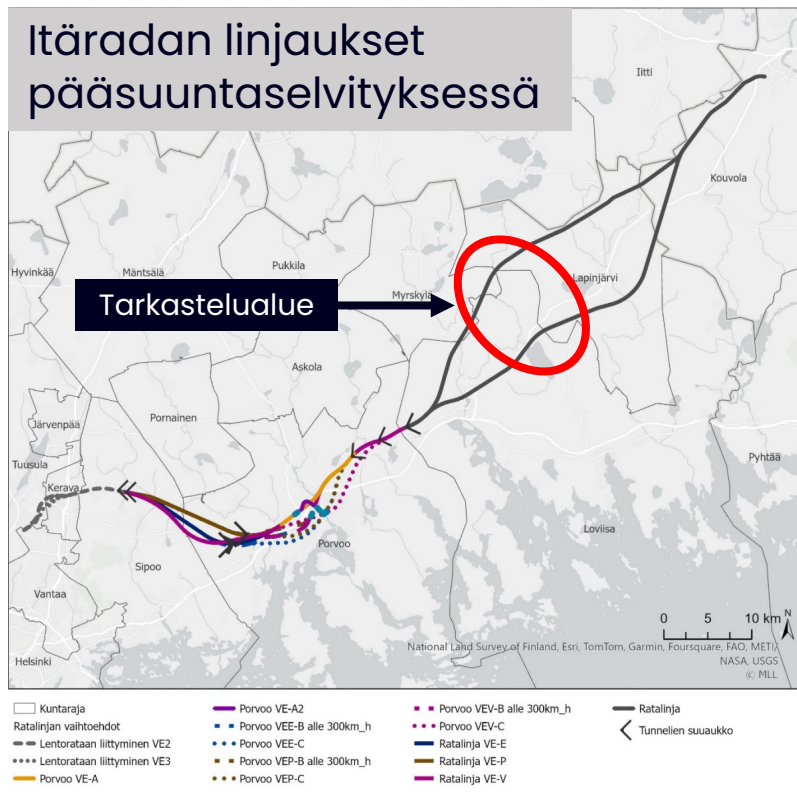 Itäradan linjaukset
pääsuuntaselvityksessä
Iitti
Kouvola
Hyvinkää
Mäntsälä
Pukkila
Myrskylä
Lapinjärvi
Tarkastelualue
Askola
Pornainen
Järvenpää
Tuusula
Kerava
Pyhtää
Loviisa
Porvoo
Sipoo
Vantaa
Helsinki
0 5 10 km
N
National Land Survey of Finland, Esri, TomTom, Garmin, Foursquare, FAO, METI/
NASA, USGS
© MLL
Kuntaraja
Ratalinjan vaihtoehdot
Lentorataan liittyminen VE2
Lentorataan liittyminen VE3
Porvoo VE-A
Porvoo VE-A2
Porvoo VEE-B alle 300km_h
Porvoo VEE-C
Porvoo VEP-B alle 300km_h
Porvoo VEP-C
Porvoo VEV-B alle 300km_h
Porvoo VEV-C
Ratalinja VE-E
Ratalinja VE-P
Ratalinja VE-V
Ratalinja
Tunnelien suuaukko